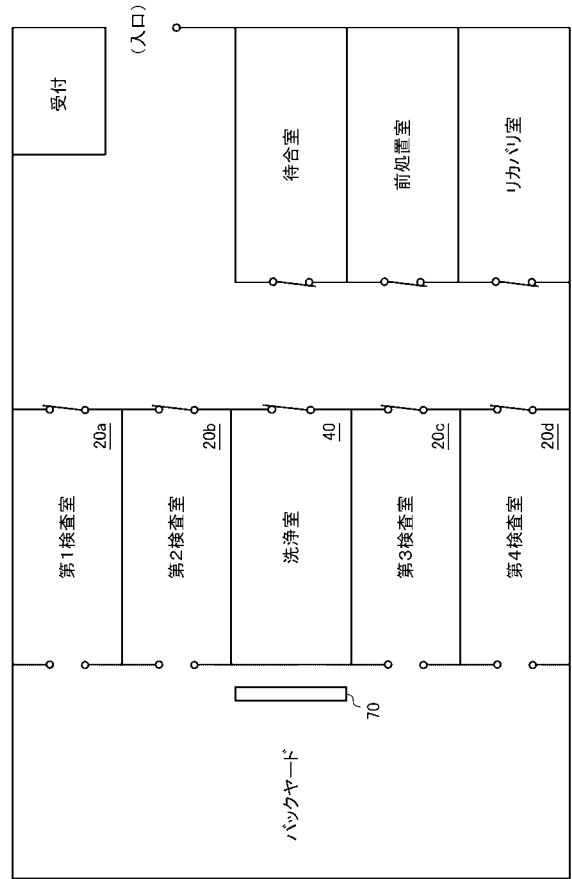 受付
(入口)
待合室
前処置室
リカバリ室
第1検査室
20a
第2検査室
20b
洗浄室
40
第3検査室
20c
第4検査室
20d
70
バックヤード